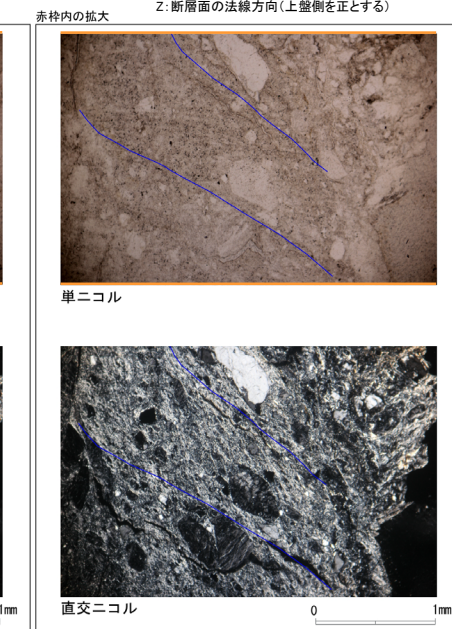 Z:断層面の法線方向(上盤側を正とする)
赤枠内の拡大
単ニコル
直交ニコル
1mm
0 1mm